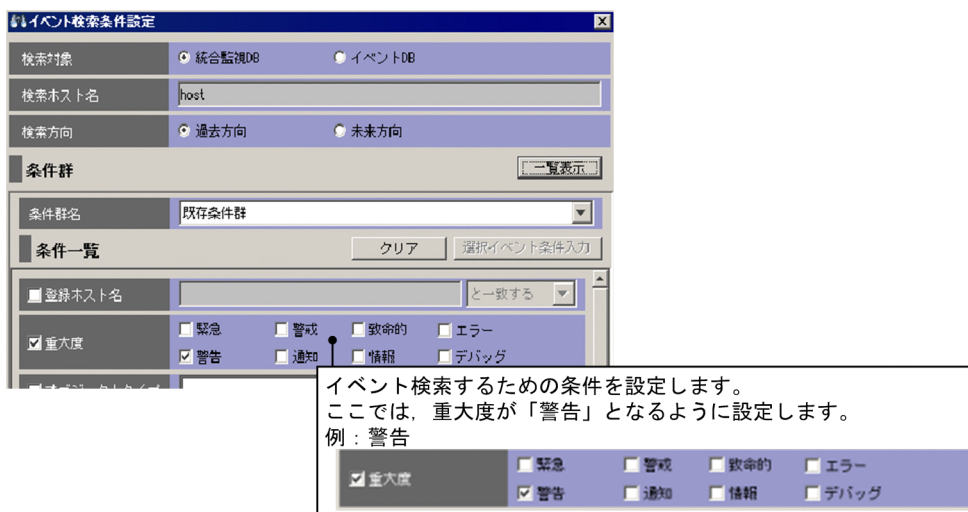 イベント検索条件設定
検索対象 統合監視DB イベントDB
検索ホスト名 host
検索方向 過去方向 未来方向
条件群 一覧表示
条件群名 既存条件群
条件一覧 クリア 選択イベント条件入力
登録ホスト名 と一致する
重大度 緊急 警戒 致命的 エラー
警告 通知 情報 デバッグ
イベント検索するための条件を設定します。
ここでは，重大度が「警告」となるように設定します。
例：警告
重大度 緊急 警戒 致命的 エラー
警告 通知 情報 デバッグ